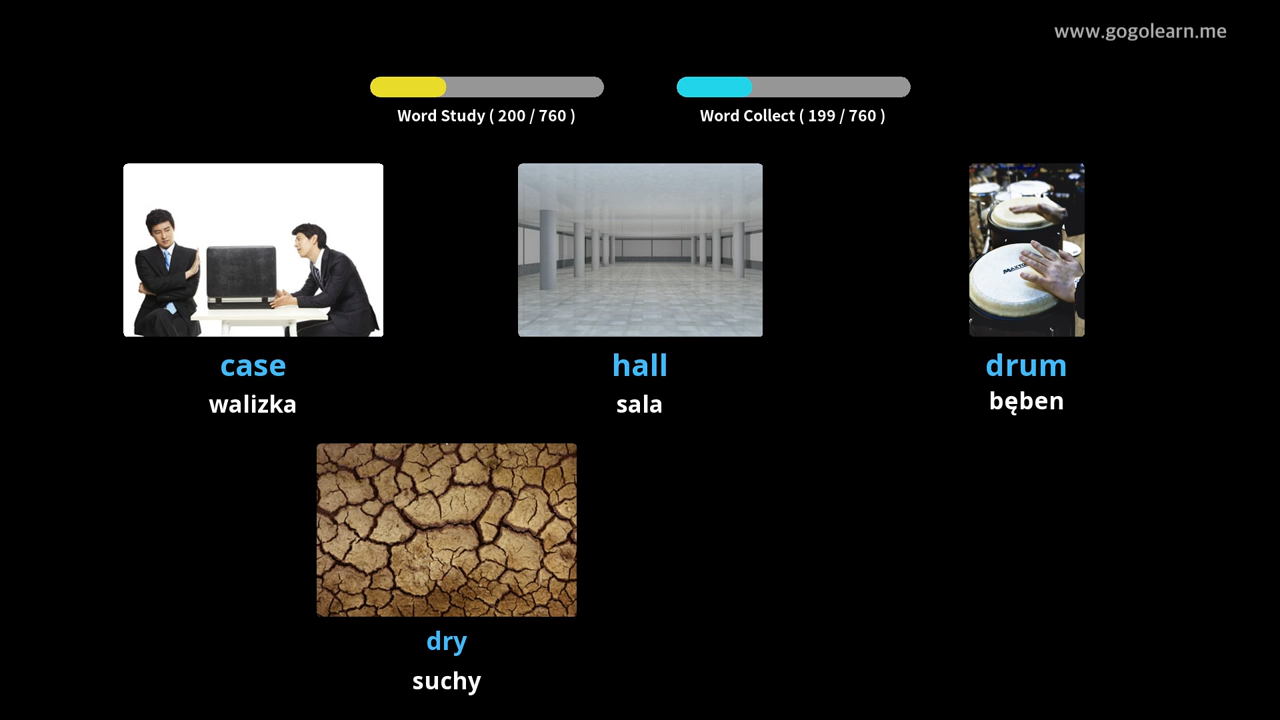 www.gogolearn.me
Word Study ( 200 / 760 )
Word Collect ( 199 / 760 )
case
walizka
hall
sala
drum
bęben
dry
suchy